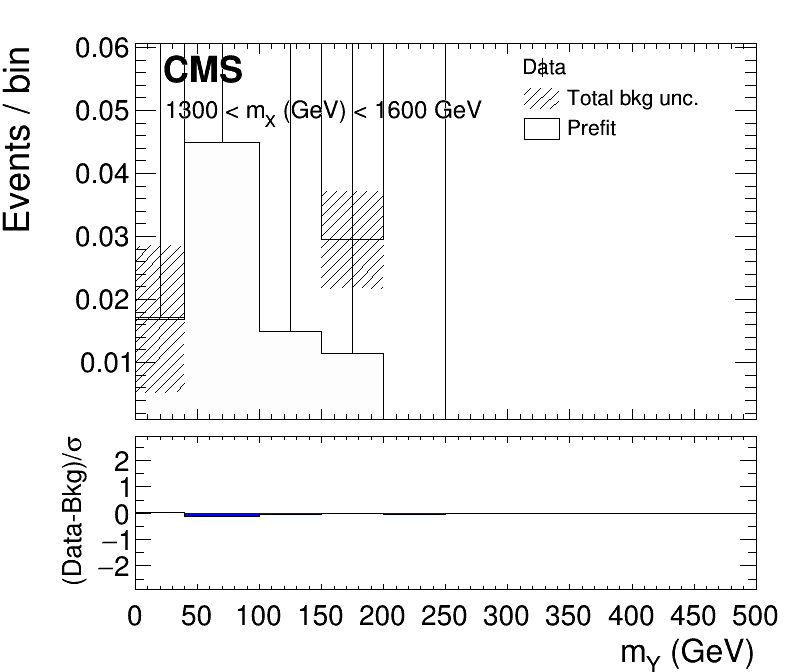 CMS
1300 < mX (GeV) < 1600 GeV
Data
Total bkg unc.
Prefit
Events / bin
0.06
0.05
0.04
0.03
0.02
0.01
(Data-Bkg)/σ
2
1
0
−1
−2
0 50 100 150 200 250 300 350 400 450 500
mY (GeV)